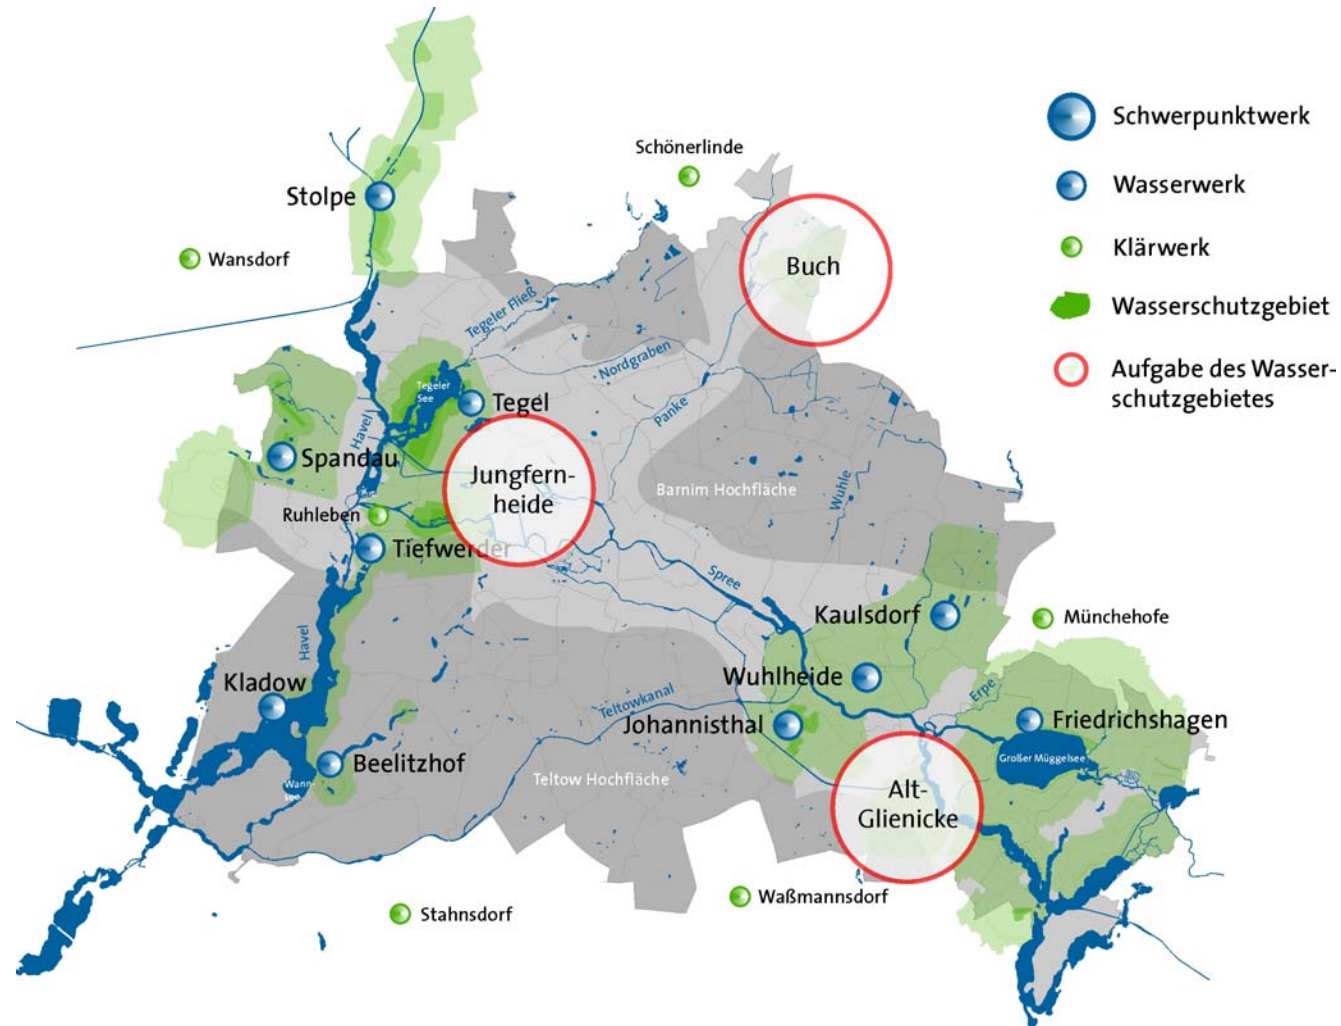 Schwerpunktwerk
Wasserwerk
Klärwerk
Wasserschutzgebiet
Aufgabe des Wasser-
schutzgebietes
Schönerlinde
Stolpe
Wansdorf
Buch
Tegeler Fließ
Nordgraben
Panke
Tegeler
See
Tegel
Havel
Spandau
Jungfern-
heide
Barnim Hochfläche
Wuhle
Ruhleben
Tiefwerder
Spree
Kaulsdorf
Münchehofe
Havel
Kladow
Wuhlheide
Erpe
Teltowkanal
Johannisthal
Friedrichshagen
Großer Müggelsee
Beelitzhof
Wann-
see
Teltow Hochfläche
Alt-
Glienicke
Waßmannsdorf
Stahnsdorf